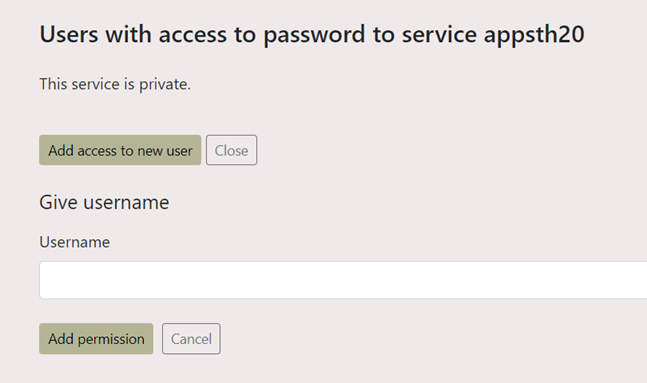 Users with access to password to service appsth20
This service is private.
Add access to new user Close
Give username
Username
Add permission Cancel